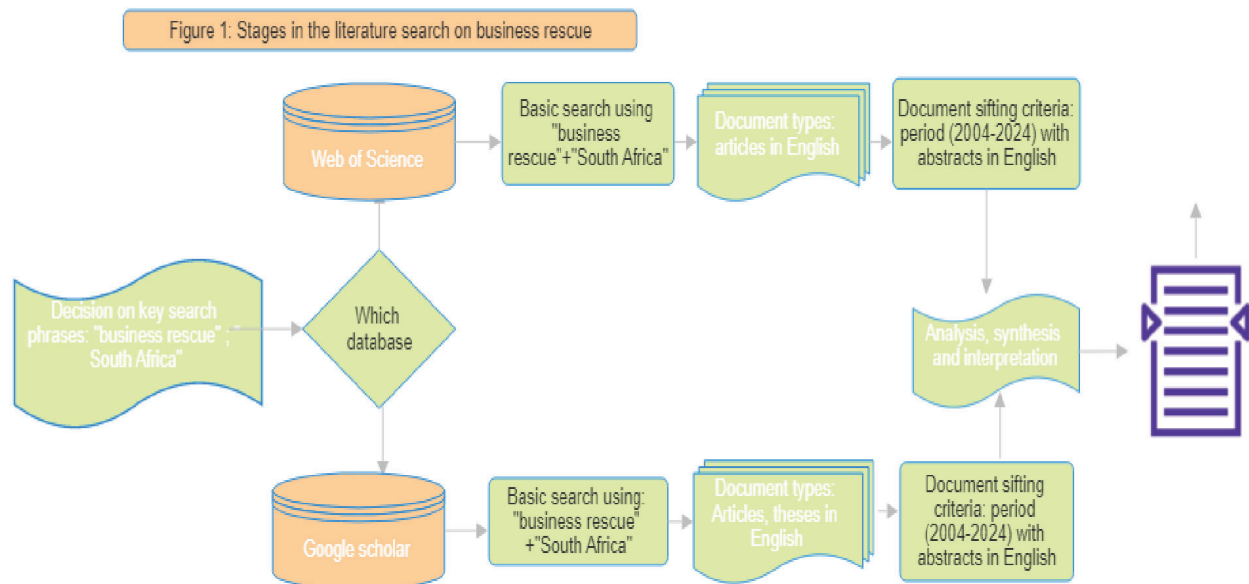 Figure 1: Stages in the literature search on business rescue
Web of Science
Basic search using
"business
rescue"+"South Africa"
Document types:
articles in English
Document sifting criteria:
period (2004-2024) with
abstracts in English
Decision on key search
phrases: "business rescue" ;
South Africa"
Which
database
Analysis, synthesis
and interpretation
Google scholar
Basic search using:
"business rescue"
+"South Africa"
Document types:
Articles, theses in
English
Document sifting
criteria: period
(2004-2024) with
abstracts in English